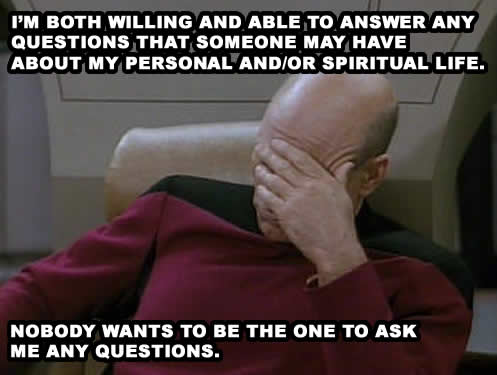 I'M BOTH WILLING AND ABLE TO ANSWER ANY
QUESTIONS THAT SOMEONE MAY HAVE
ABOUT MY PERSONAL AND/OR SPIRITUAL LIFE.
NOBODY WANTS TO BE THE ONE TO ASK
ME ANY QUESTIONS.